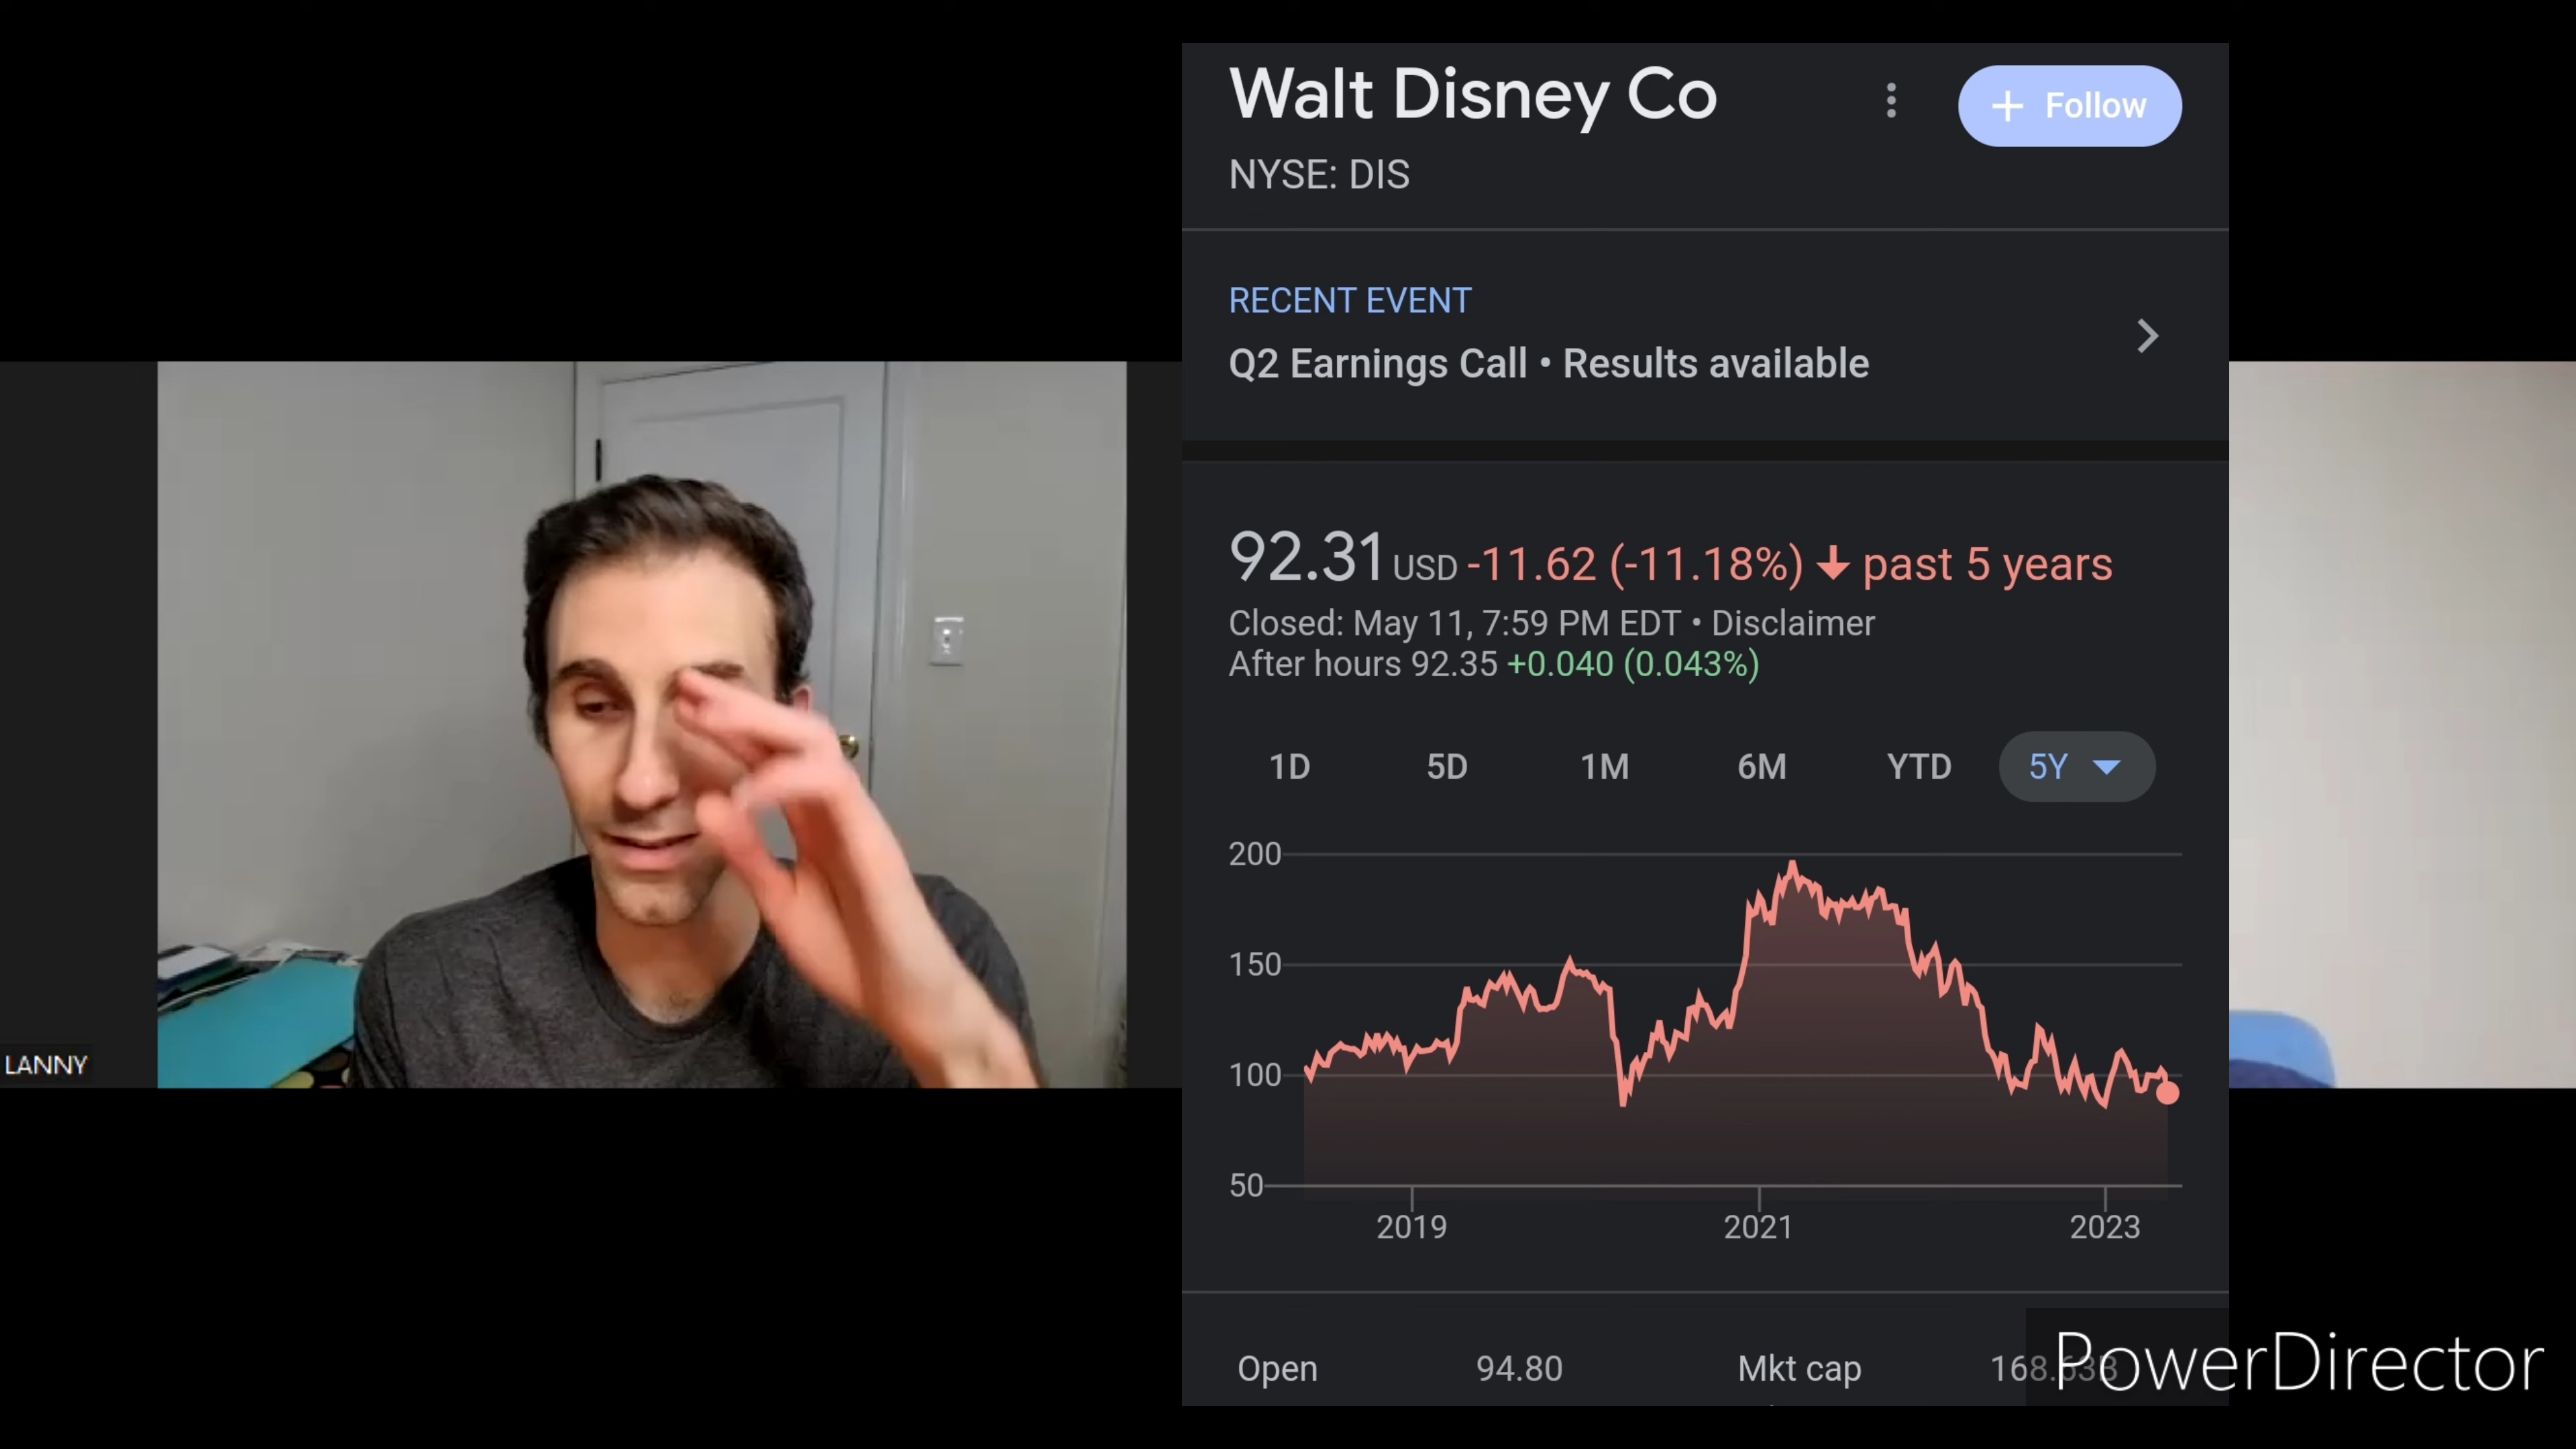 Walt Disney Co
+ Follow
NYSE: DIS
RECENT EVENT
Q2 Earnings Call • Results available
92.31 USD -11.62 (-11.18%) ↓ past 5 years
Closed: May 11, 7:59 PM EDT • Disclaimer
After hours 92.35 +0.040 (0.043%)
1D 5D 1M 6M YTD 5Y
200
150
100
50
2019 2021 2023
LANNY
Open 94.80 Mkt cap 168.63B
PowerDirector